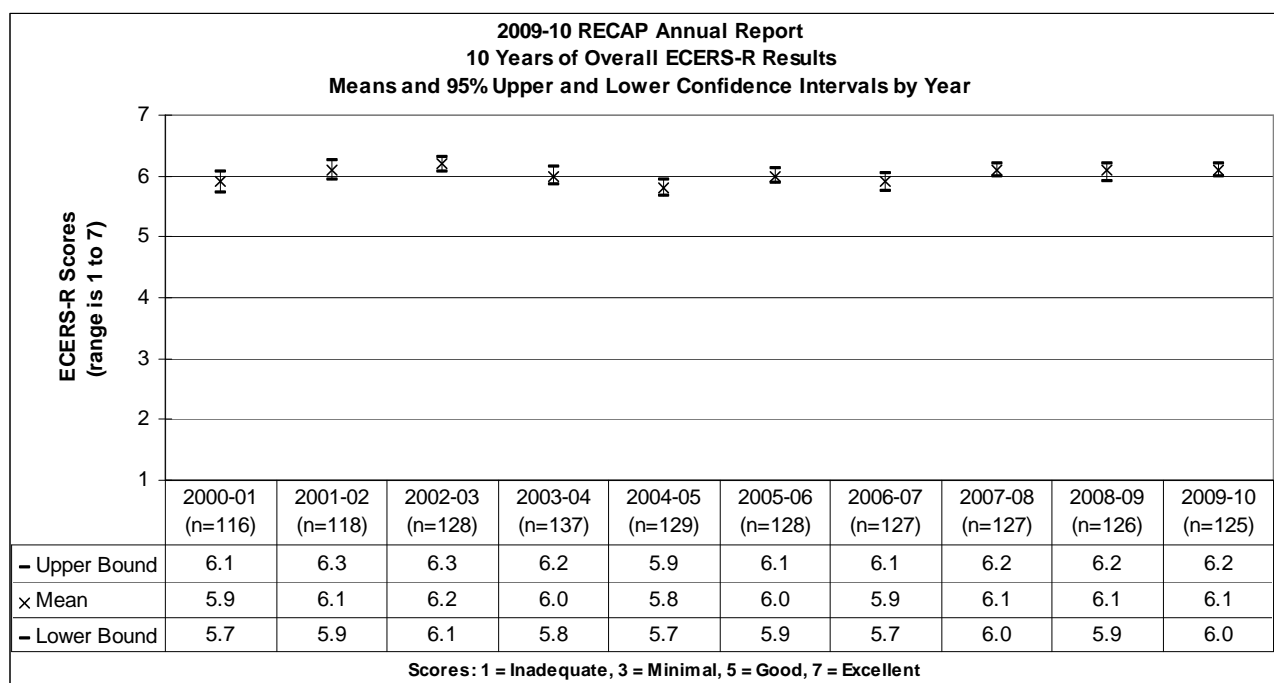 2009-10 RECAP Annual Report
10 Years of Overall ECERS-R Results
Means and 95% Upper and Lower Confidence Intervals by Year
ECERS-R Scores
(range is 1 to 7)
7
6
5
4
3
2
1
2000-01 2001-02 2002-03 2003-04 2004-05 2005-06 2006-07 2007-08 2008-09 2009-10
(n=116) (n=118) (n=128) (n=137) (n=129) (n=128) (n=127) (n=127) (n=126) (n=125)
Upper Bound 6.1 6.3 6.3 6.2 5.9 6.1 6.1 6.2 6.2 6.2
Mean 5.9 6.1 6.2 6.0 5.8 6.0 5.9 6.1 6.1 6.1
Lower Bound 5.7 5.9 6.1 5.8 5.7 5.9 5.7 6.0 5.9 6.0
Scores: 1 = Inadequate, 3 = Minimal, 5 = Good, 7 = Excellent